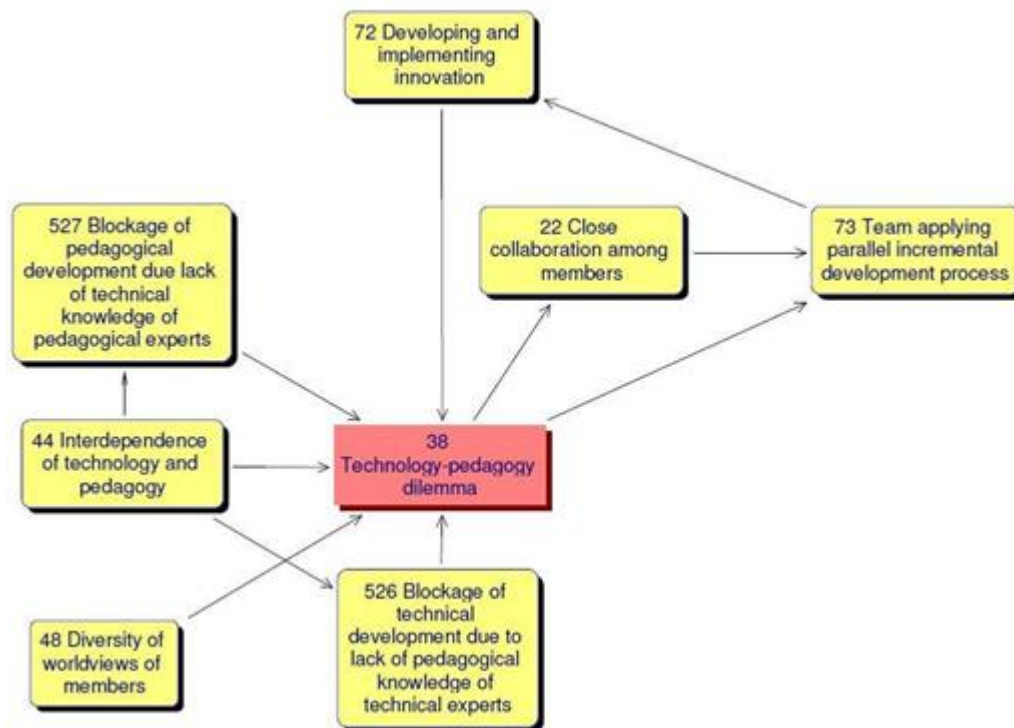 72 Developing and
implementing
innovation
527 Blockage of
pedagogical
development due lack
of technical
knowledge of
pedagogical experts
22 Close
collaboration among
members
73 Team applying
parallel incremental
development process
44 Interdependence
of technology and
pedagogy
38
Technology-pedagogy
dilemma
48 Diversity of
worldviews of
members
526 Blockage of
technical
development due to
lack of pedagogical
knowledge of
technical experts